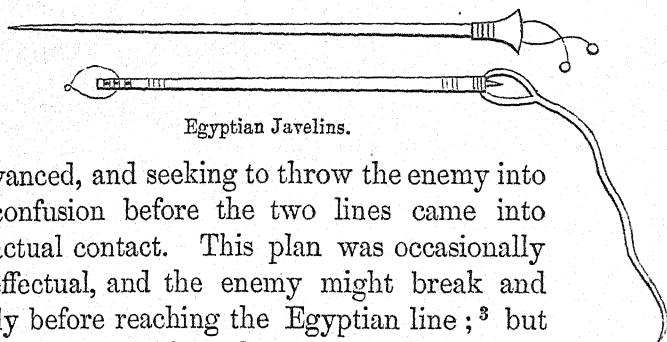 Egyptian Javelins.
vanced, and seeking to throw the enemy into
confusion before the two lines came into
actual contact. This plan was occasionally
effectual, and the enemy might break and
ly before reaching the Egyptian line;³ but